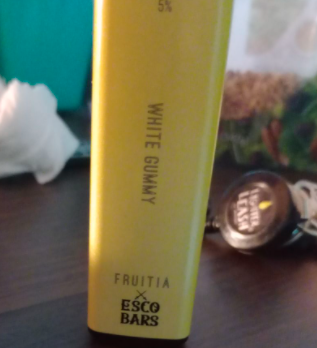 5%
WHITE GUMMY
FRUITIA
X
ESCO
BARS